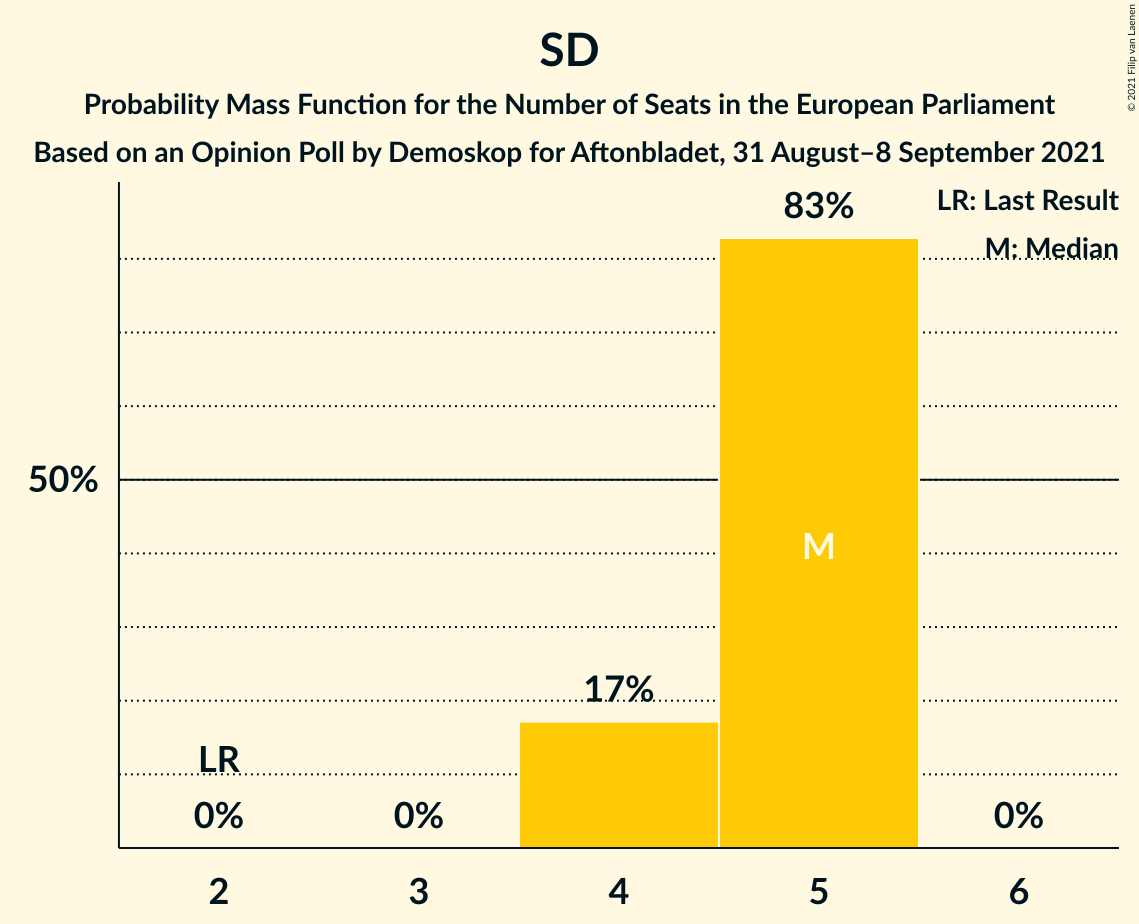 SD
Probability Mass Function for the Number of Seats in the European Parliament
Based on an Opinion Poll by Demoskop for Aftonbladet, 31 August–8 September 2021
© 2021 Filip van Laenen
LR: Last Result
M: Median
83%
50%
M
17%
LR
0%
0%
0%
2
3
4
5
6